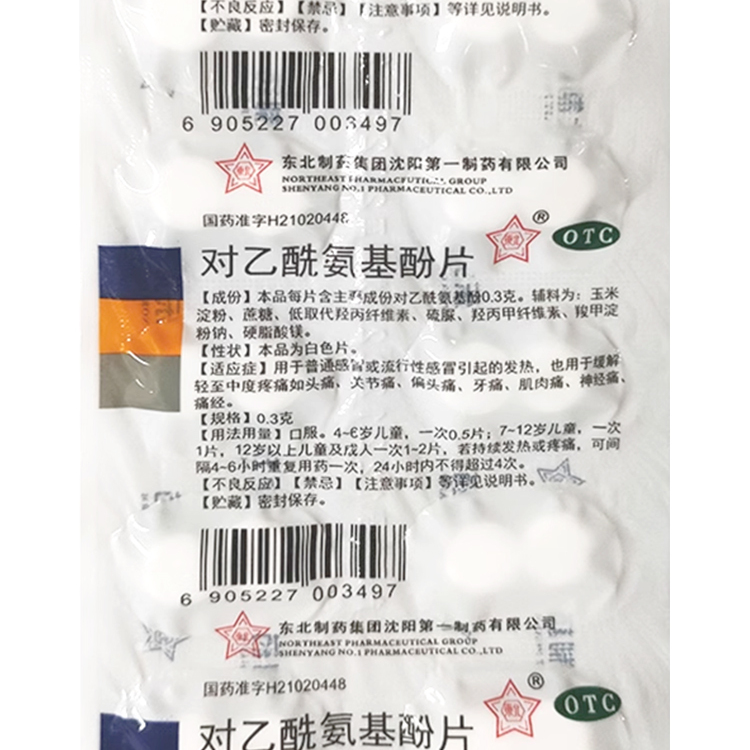 【不良反应】【禁忌】【注意事项】等详见说明书。
【贮藏】密封保存。
6 905227 003497
东北制药集团沈阳第一制药有限公司
NORTHEAST PHARMACEUTICAL GROUP
SHENYANG NO.1 PHARMACEUTICAL CO.,LTD
国药准字H21020448
®
OTC
对乙酰氨基酚片
【成份】本品每片含主要成份对乙酰氨基酚0.3克。辅料为：玉米
淀粉、蔗糖、低取代羟丙纤维素、硫脲、羟丙甲纤维素、羧甲淀
粉钠、硬脂酸镁。
【性状】本品为白色片。
【适应症】用于普通感冒或流行性感冒引起的发热，也用于缓解
轻至中度疼痛如头痛、关节痛、偏头痛、牙痛、肌肉痛、神经痛、
痛经。
【规格】0.3克
【用法用量】口服。4~6岁儿童，一次0.5片；7~12岁儿童，一次
1片，12岁以上儿童及成人一次1~2片，若持续发热或疼痛，可间
隔4~6小时重复用药一次，24小时内不得超过4次。
【不良反应】【禁忌】【注意事项】等详见说明书。
【贮藏】密封保存。
6 905227 003497
东北制药集团沈阳第一制药有限公司
NORTHEAST PHARMACEUTICAL GROUP
SHENYANG NO.1 PHARMACEUTICAL CO.,LTD
国药准字H21020448
®
OTC
对乙酰氨基酚片